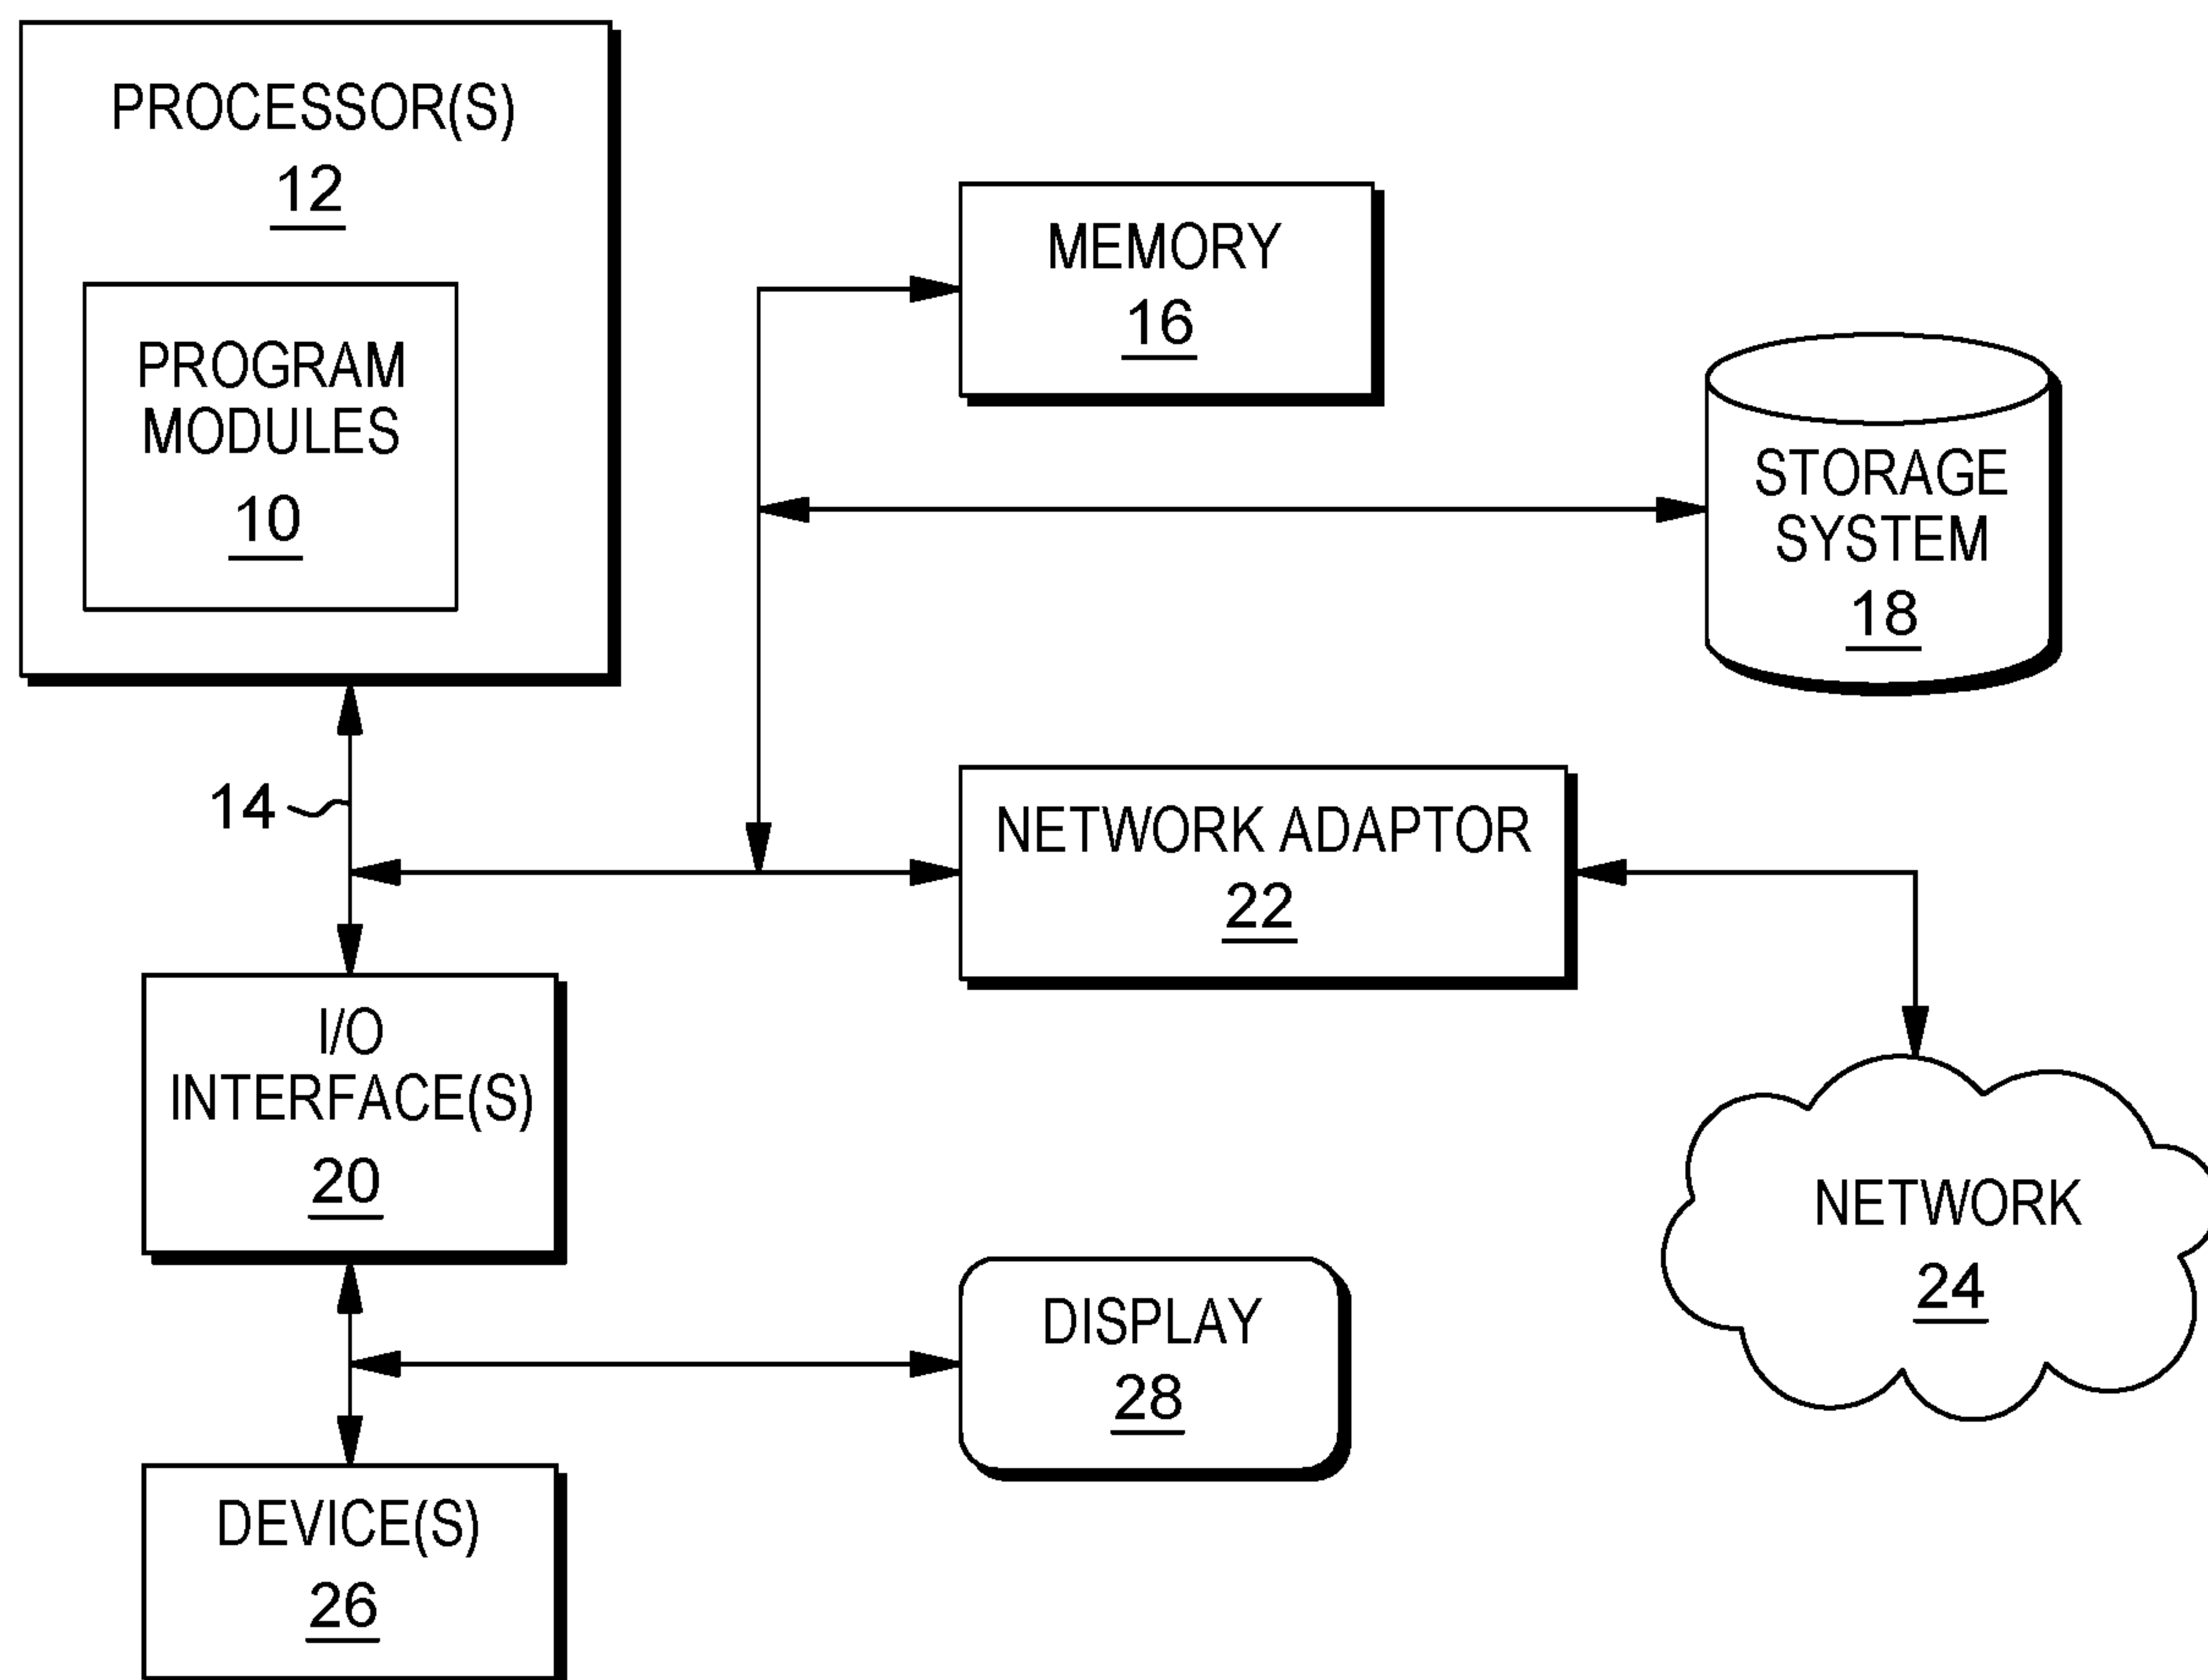 PROCESSOR(S)
12
PROGRAM
MODULES
10
MEMORY
16
STORAGE
SYSTEM
18
14
NETWORK ADAPTOR
22
I/O
INTERFACE(S)
20
NETWORK
24
DISPLAY
28
DEVICE(S)
26